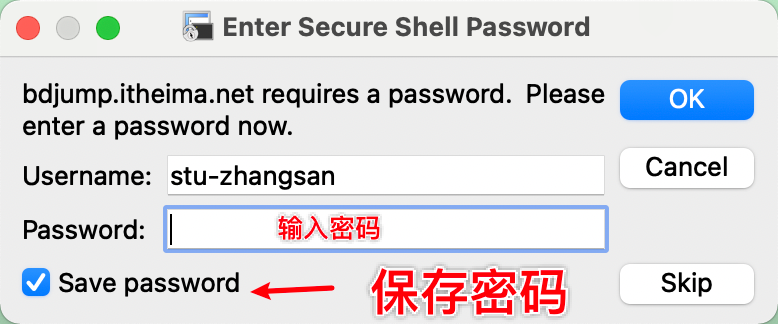 Enter Secure Shell Password
bdjump.itheima.net requires a password.  Please
enter a password now.
OK
Username: stu-zhangsan
Cancel
Password: 输入密码
Save password
保存密码
Skip